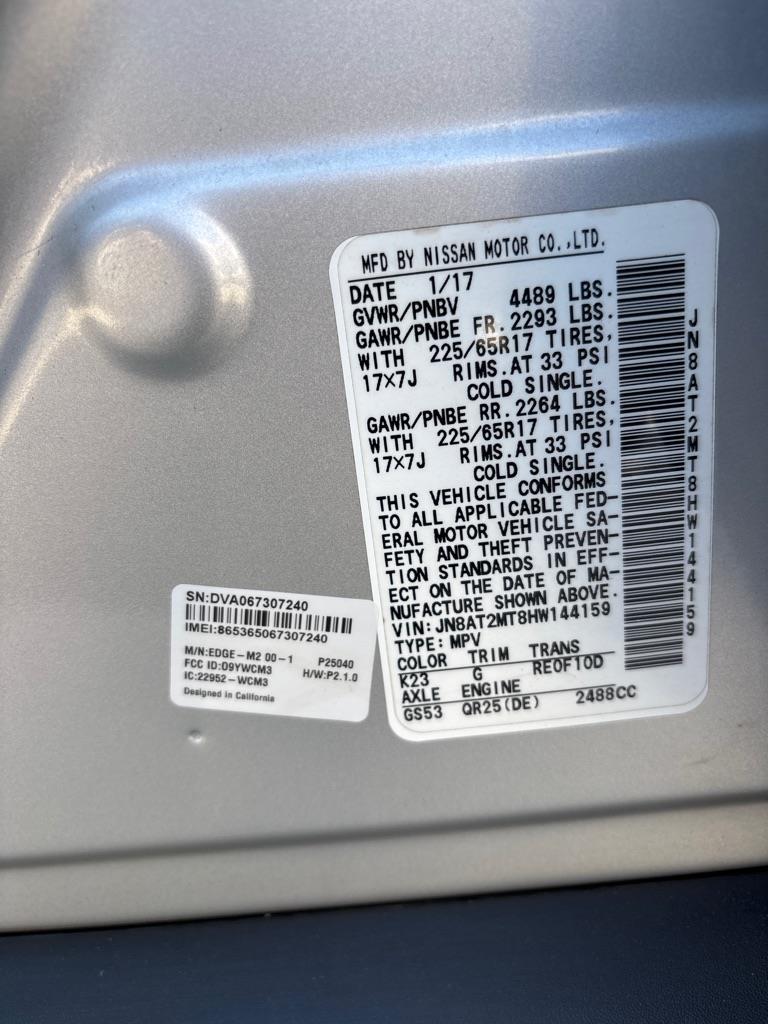 MFD BY NISSAN MOTOR CO.,LTD.
DATE 1/17
GVWR/PNBV 4489 LBS.
GAWR/PNBE FR. 2293 LBS.
WITH 225/65R17 TIRES,
17×7J RIMS.AT 33 PSI
COLD SINGLE.
GAWR/PNBE RR. 2264 LBS.
WITH 225/65R17 TIRES,
17×7J RIMS.AT 33 PSI
COLD SINGLE.
THIS VEHICLE CONFORMS
TO ALL APPLICABLE FED-
ERAL MOTOR VEHICLE SA-
FETY AND THEFT PREVEN-
TION STANDARDS IN EFF-
ECT ON THE DATE OF MA-
NUFACTURE SHOWN ABOVE.
VIN:JN8AT2MT8HW144159
TYPE:MPV
COLOR TRIM TRANS
K23 G RE0F10D
AXLE ENGINE
GS53 QR25(DE) 2488CC
JN8AT2MT8HW144159
SN:DVA067307240
IMEI:865365067307240
M/N:EDGE-M2 00-1 P25040
FCC ID:O9YWCM3 H/W:P2.1.0
IC:22952-WCM3
Designed in California